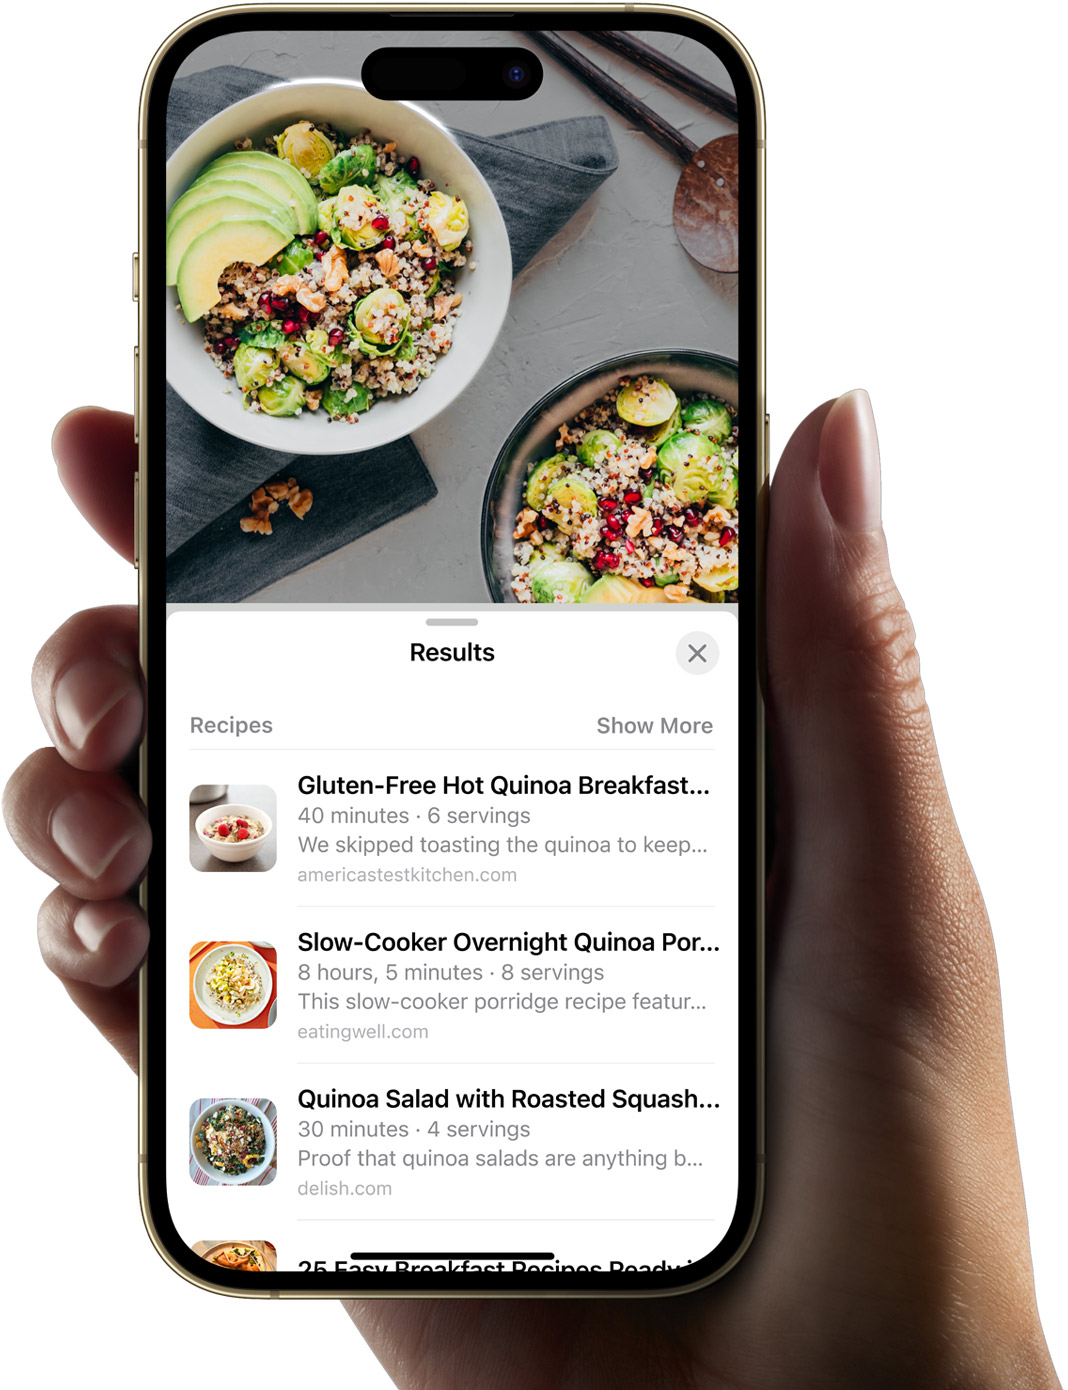 Results
Recipes
Show More
Gluten-Free Hot Quinoa Breakfast...
40 minutes · 6 servings
We skipped toasting the quinoa to keep...
americastestkitchen.com
Slow-Cooker Overnight Quinoa Por...
8 hours, 5 minutes · 8 servings
This slow-cooker porridge recipe featur...
eatingwell.com
Quinoa Salad with Roasted Squash...
30 minutes · 4 servings
Proof that quinoa salads are anything b...
delish.com
25 Easy Breakfast Recipes Ready i